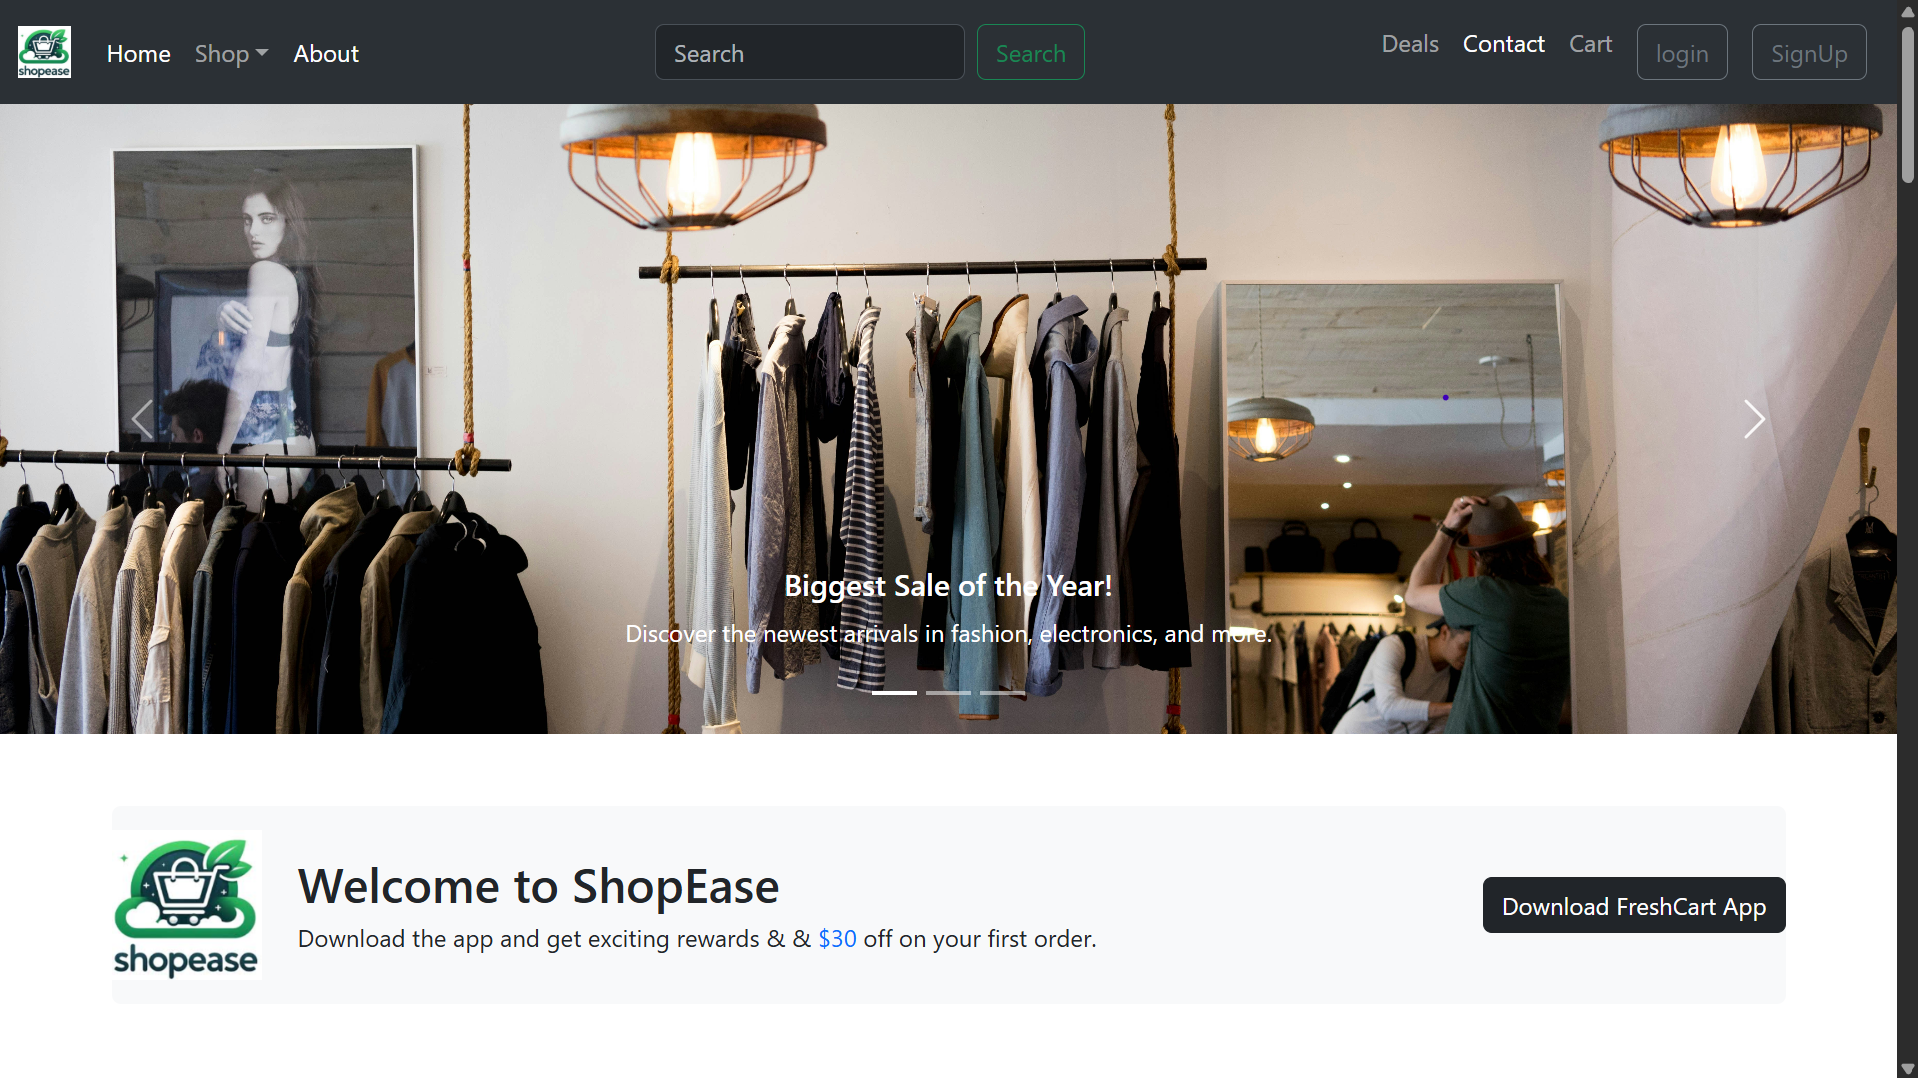 shopease
Home Shop About Search Search Deals Contact Cart login SignUp
Biggest Sale of the Year!
Discover the newest arrivals in fashion, electronics, and more.
shopease
Welcome to ShopEase
Download the app and get exciting rewards & & $30 off on your first order.
Download FreshCart App